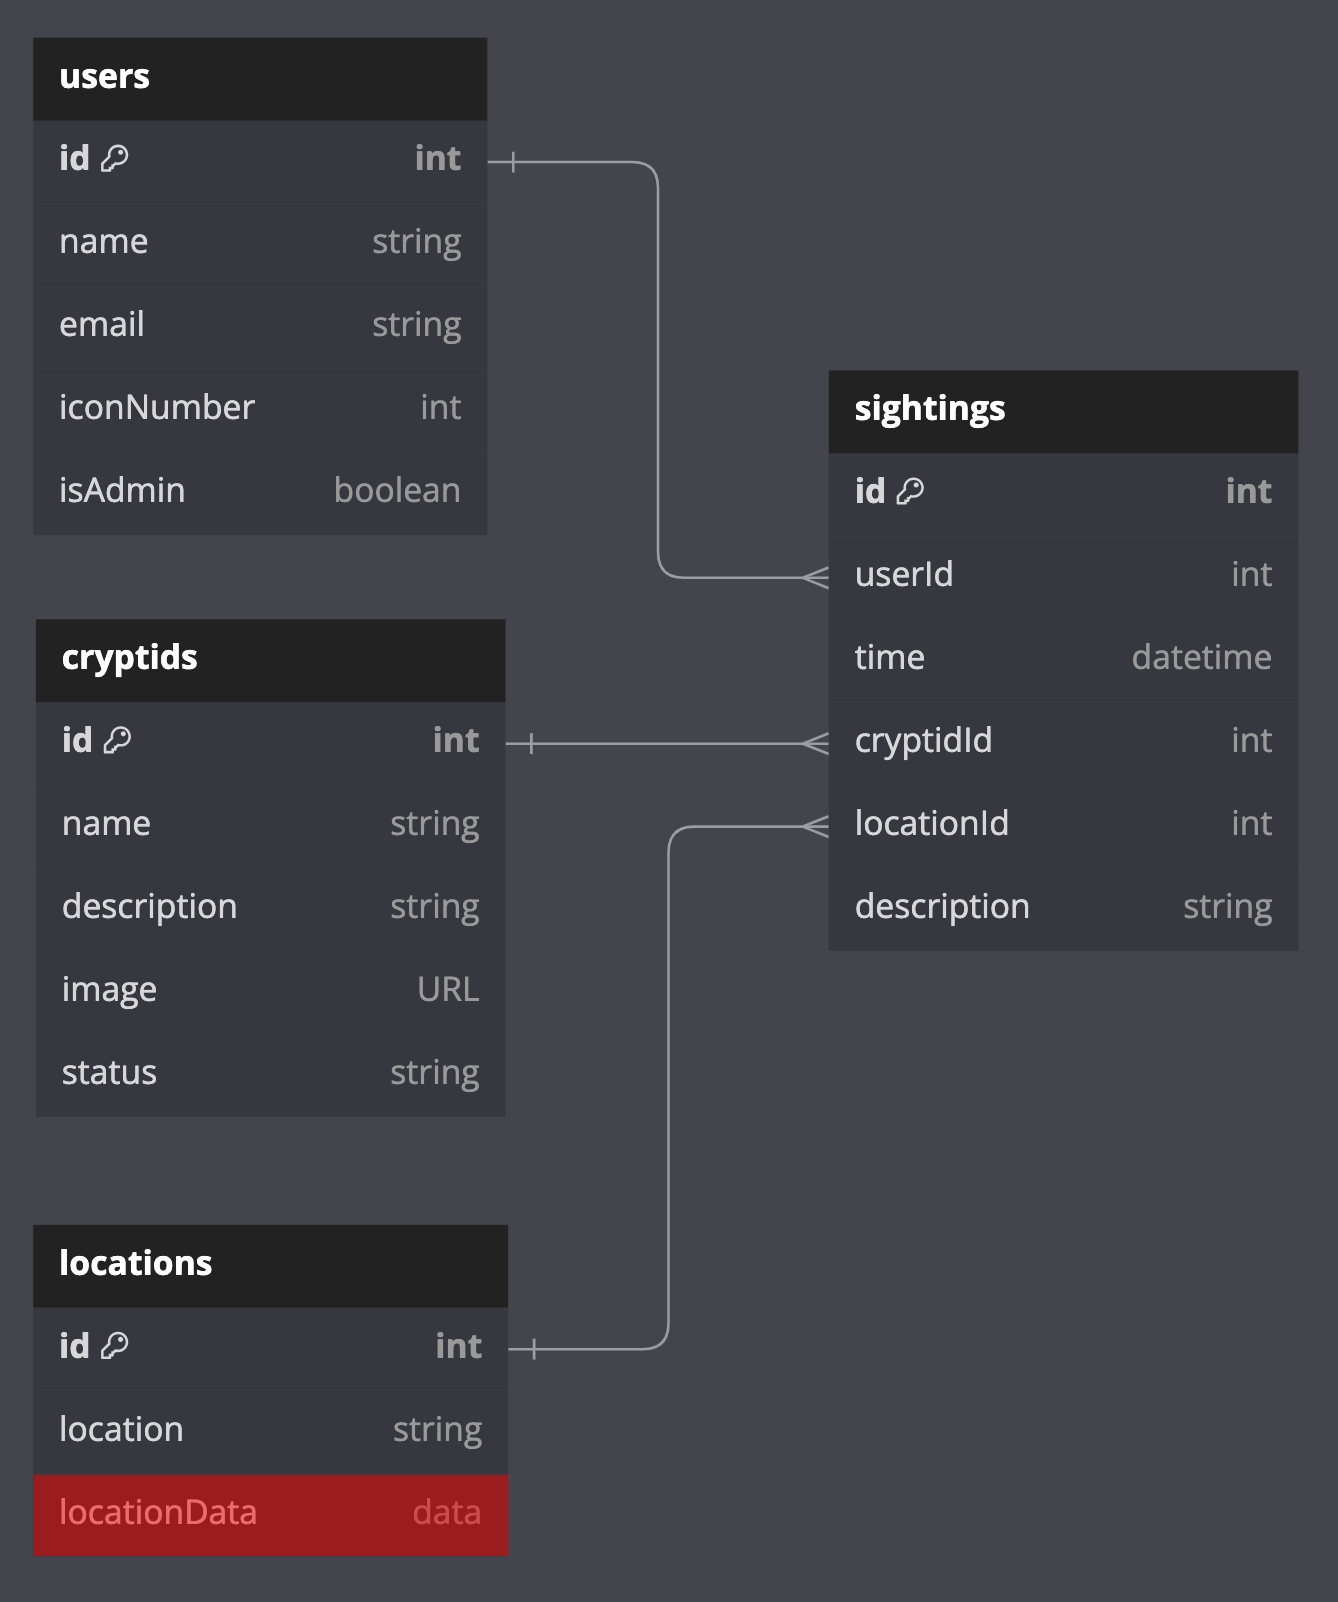 users
id int
name string
email string
iconNumber int
isAdmin boolean
cryptids
id int
name string
description string
image URL
status string
locations
id int
location string
locationData data
sightings
id int
userId int
time datetime
cryptidId int
locationId int
description string